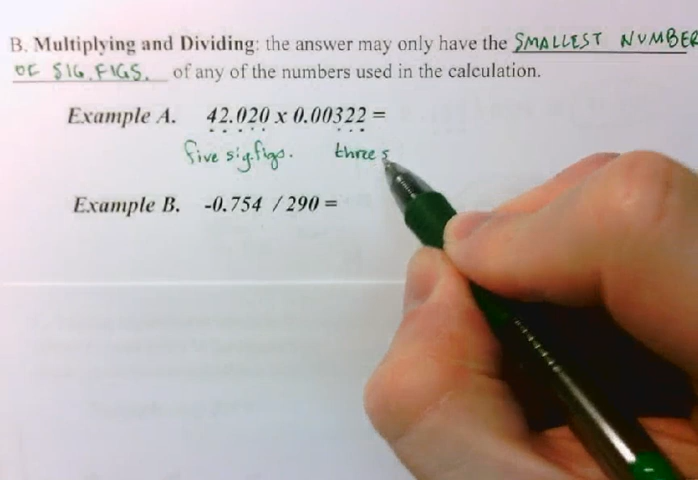 B. Multiplying and Dividing: the answer may only have the SMALLEST NUMBER
OF SIG. FIGS. of any of the numbers used in the calculation.
Example A. 42.020 x 0.00322 =
five sig.figs. three s
Example B. -0.754 / 290 =